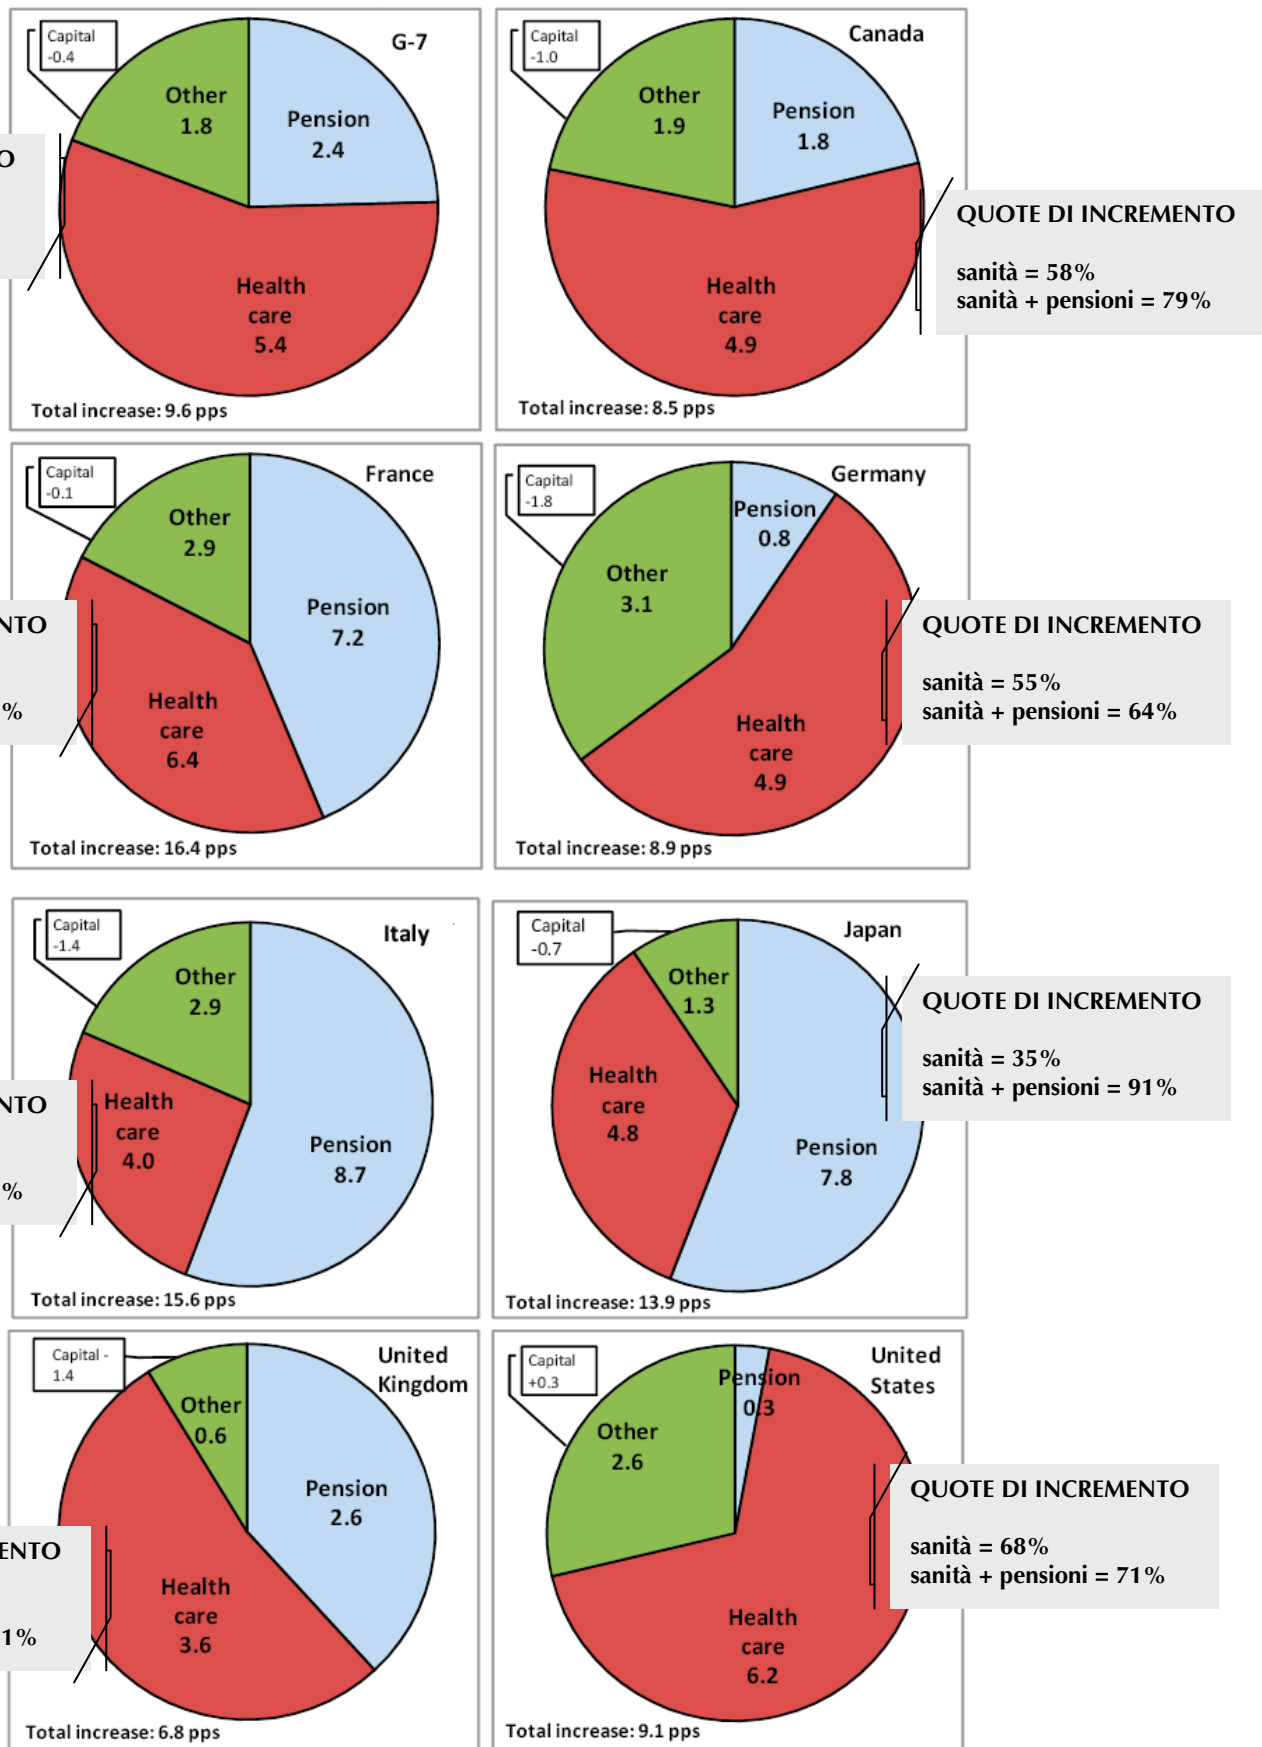 Capital
-0.4
G-7
Other
1.8
Pension
2.4
Health
care
5.4
Total increase: 9.6 pps
O
Capital
-1.0
Canada
Other
1.9
Pension
1.8
Health
care
4.9
Total increase: 8.5 pps
QUOTE DI INCREMENTO
sanità = 58%
sanità + pensioni = 79%
Capital
-0.1
France
Other
2.9
Pension
7.2
Health
care
6.4
Total increase: 16.4 pps
NTO
%
Capital
-1.8
Germany
Pension
0.8
Other
3.1
Health
care
4.9
Total increase: 8.9 pps
QUOTE DI INCREMENTO
sanità = 55%
sanità + pensioni = 64%
Capital
-1.4
Italy
Other
2.9
Health
care
4.0
Pension
8.7
Total increase: 15.6 pps
NTO
%
Capital
-0.7
Japan
Other
1.3
Health
care
4.8
Pension
7.8
Total increase: 13.9 pps
QUOTE DI INCREMENTO
sanità = 35%
sanità + pensioni = 91%
Capital -
1.4
United
Kingdom
Other
0.6
Pension
2.6
Health
care
3.6
Total increase: 6.8 pps
ENTO
1%
Capital
+0.3
United
States
Pension
0.3
Other
2.6
Health
care
6.2
Total increase: 9.1 pps
QUOTE DI INCREMENTO
sanità = 68%
sanità + pensioni = 71%